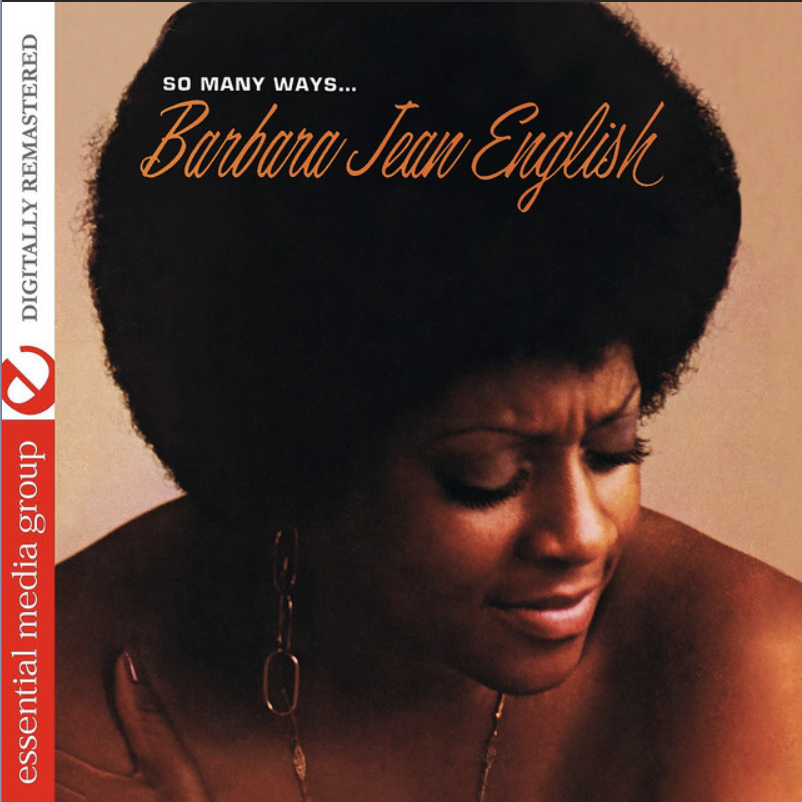 SO MANY WAYS...
Barbara Jean English
DIGITALLY REMASTERED
essential media group